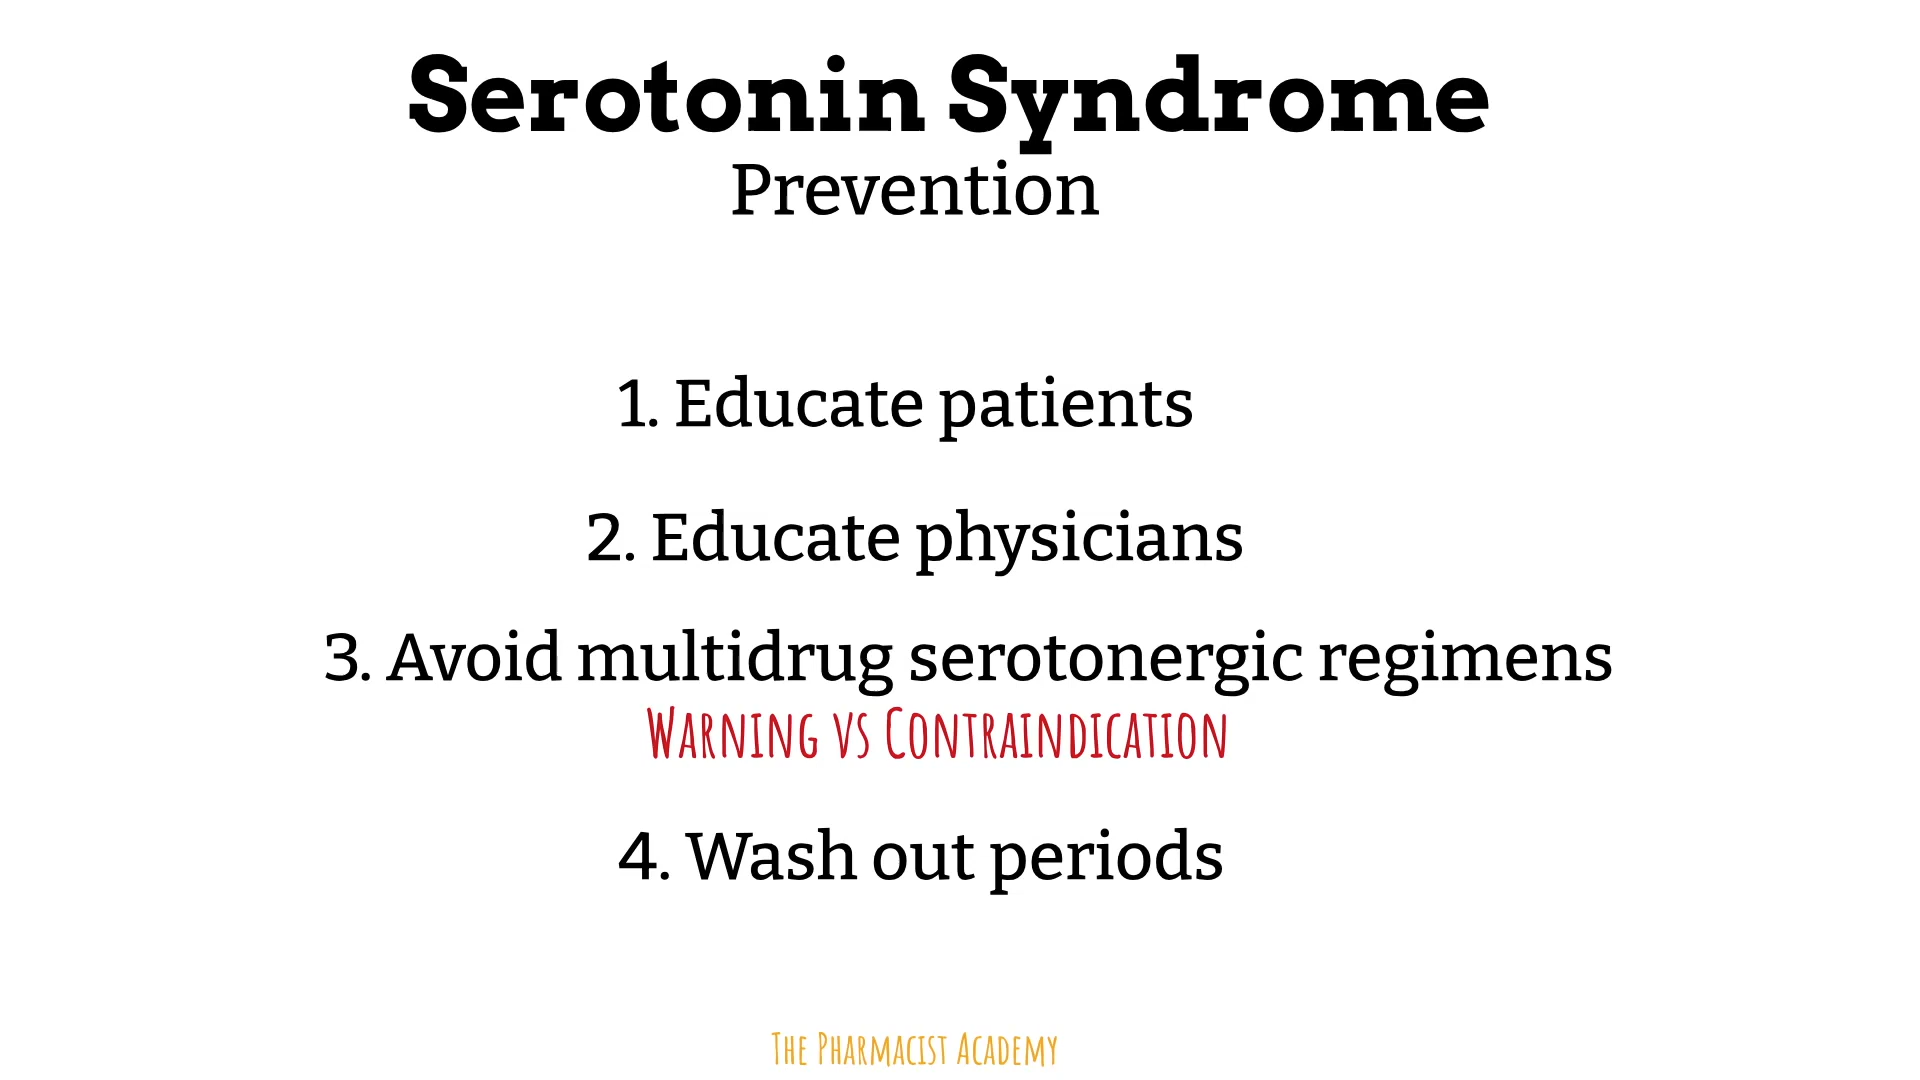 Serotonin Syndrome
Prevention
1. Educate patients
2. Educate physicians
3. Avoid multidrug serotonergic regimens
Warning vs Contraindication
4. Wash out periods
The Pharmacist Academy